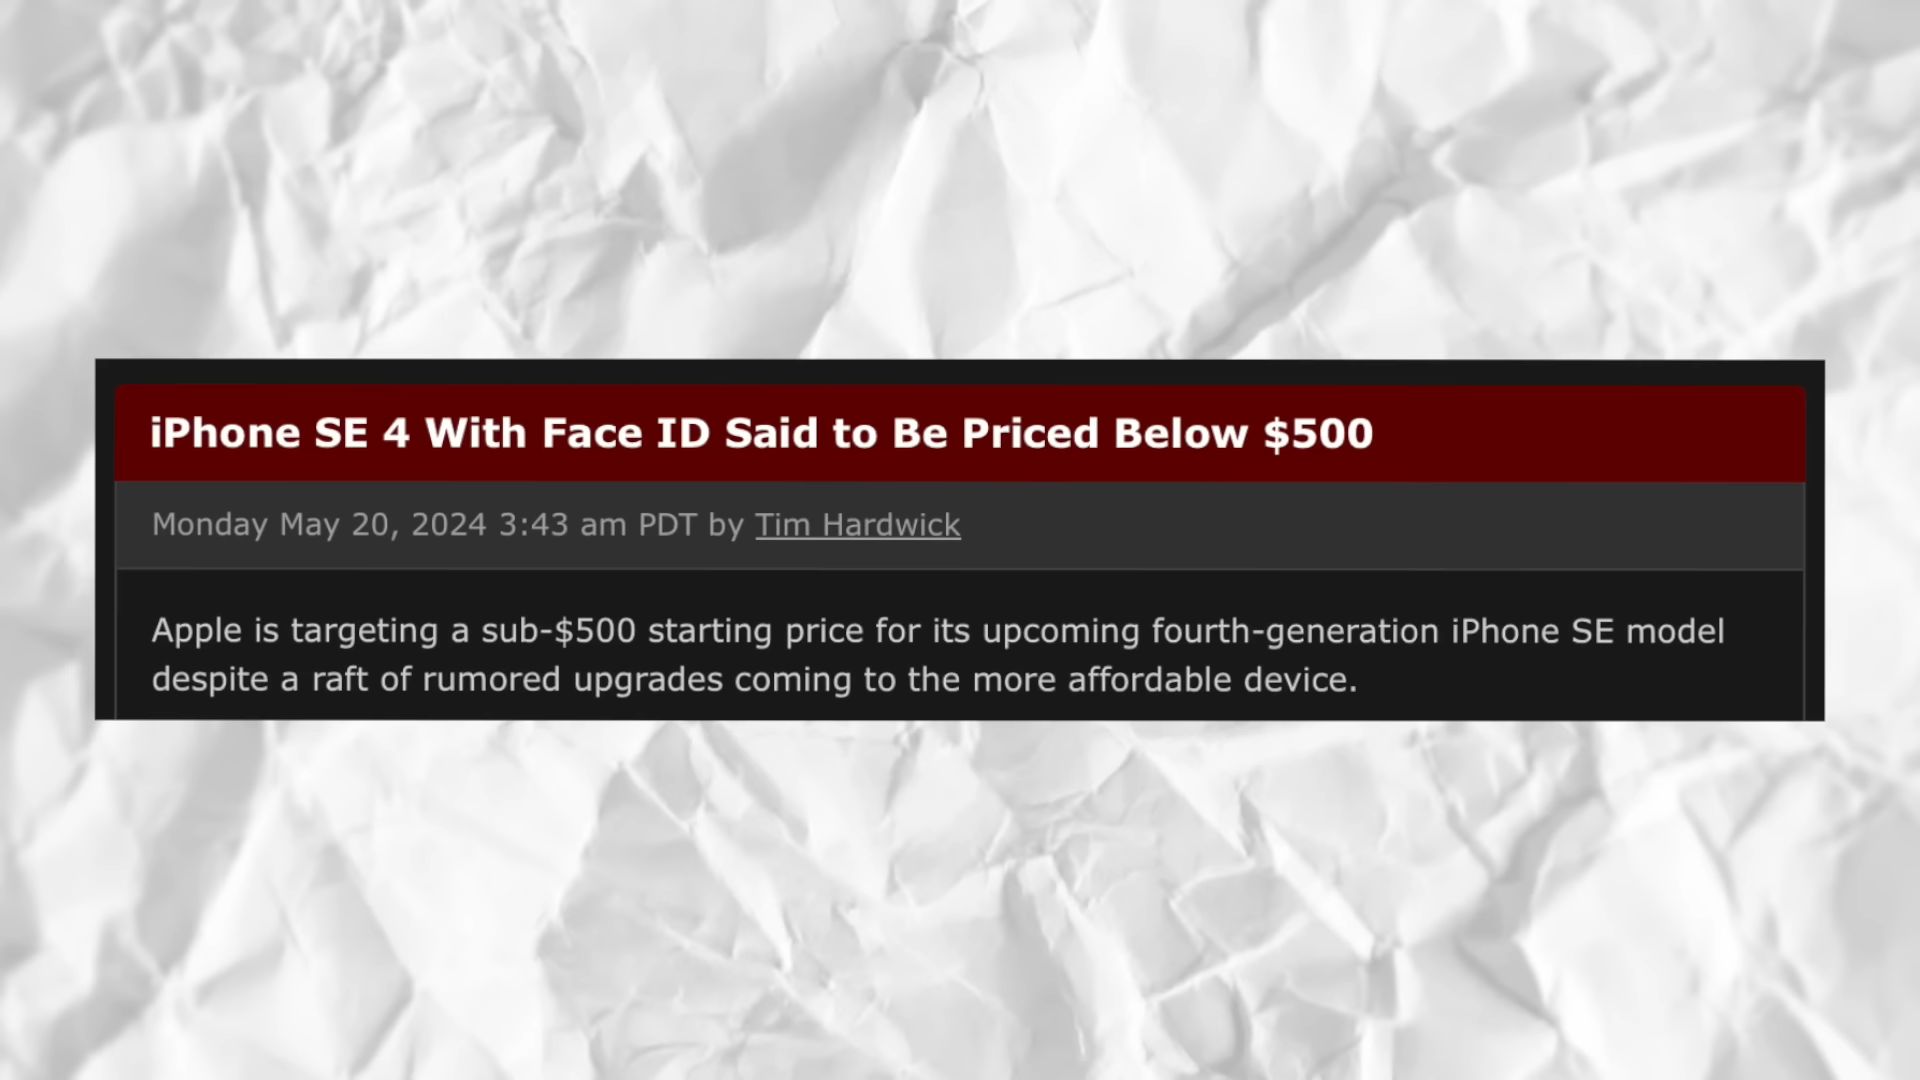 iPhone SE 4 With Face ID Said to Be Priced Below $500
Monday May 20, 2024 3:43 am PDT by Tim Hardwick
Apple is targeting a sub-$500 starting price for its upcoming fourth-generation iPhone SE model
despite a raft of rumored upgrades coming to the more affordable device.